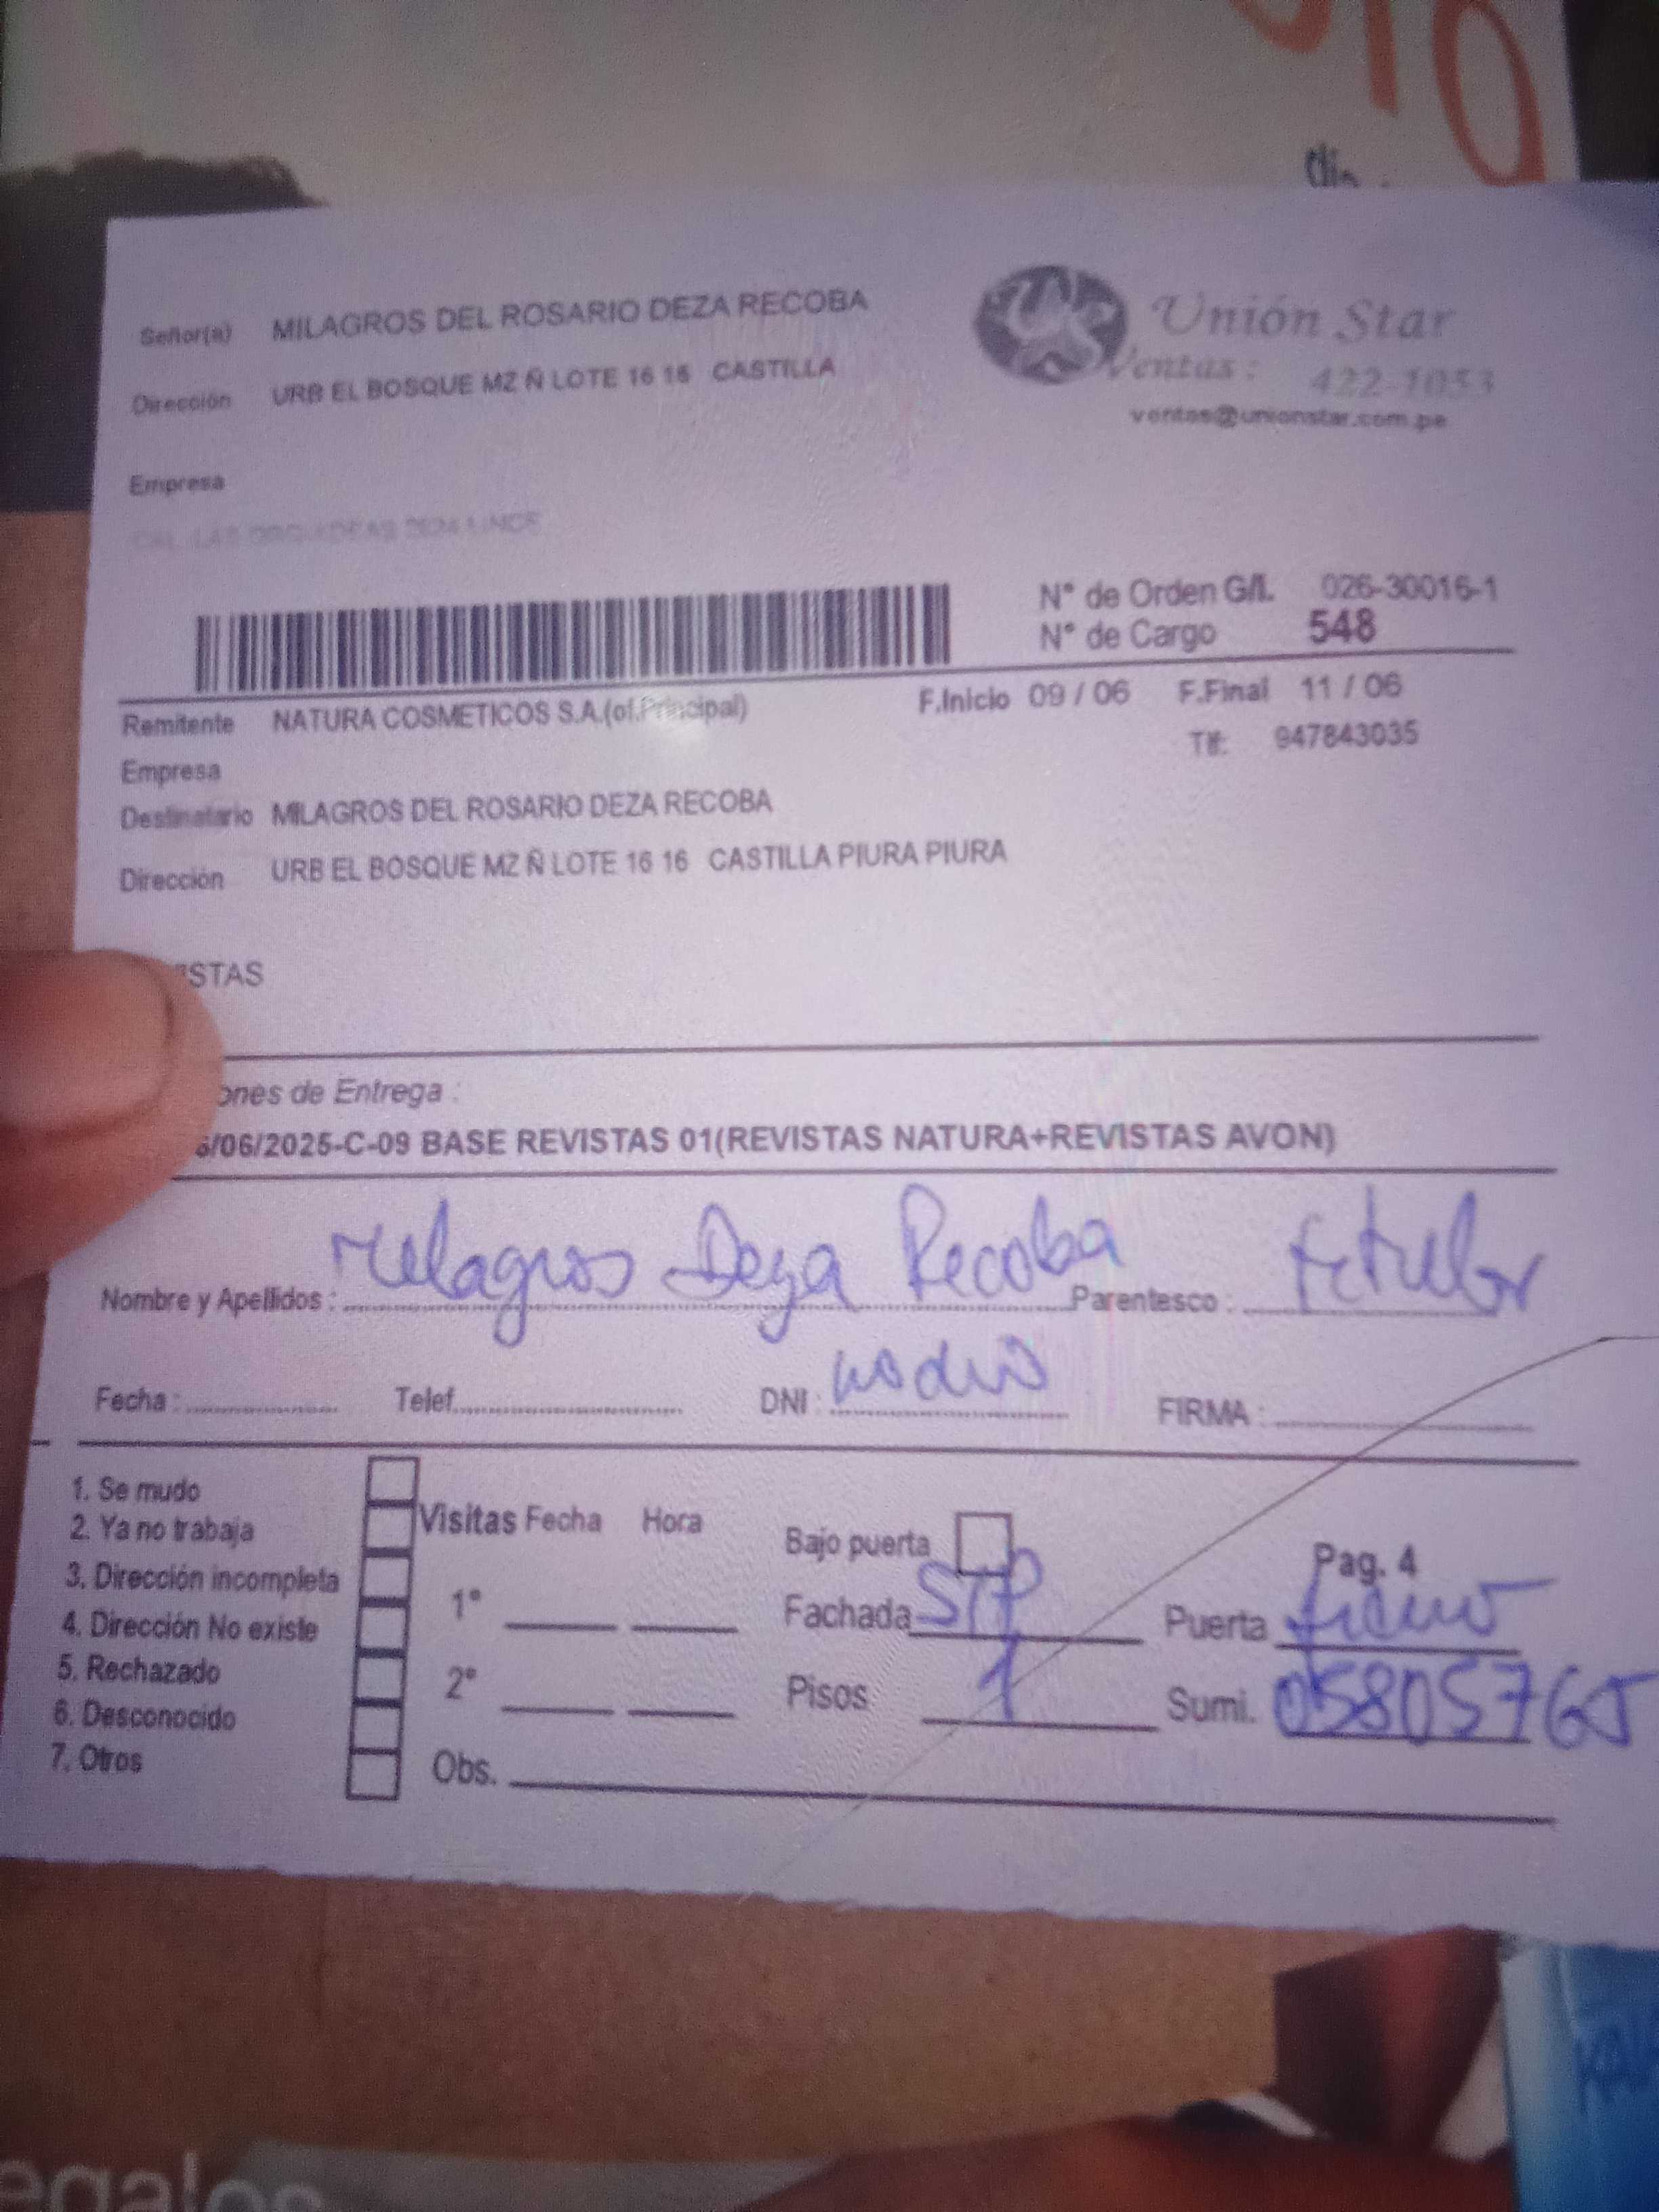 Señor(a) MILAGROS DEL ROSARIO DEZA RECOBA
Dirección URB EL BOSQUE MZ Ñ LOTE 16 16 CASTILLA
Unión Star
Ventas: 422-1053
ventas@unionstar.com.pe
Empresa
N° de Orden G/I. 026-30016-1
N° de Cargo 548
Remitente NATURA COSMETICOS S.A.(of.Principal) F.Inicio 09 / 06 F.Final 11 / 06
Empresa Tlf: 947843035
Destinatario MILAGROS DEL ROSARIO DEZA RECOBA
Dirección URB EL BOSQUE MZ Ñ LOTE 16 16 CASTILLA PIURA PIURA
ISTAS
ones de Entrega :
/06/2025-C-09 BASE REVISTAS 01(REVISTAS NATURA+REVISTAS AVON)
Nombre y Apellidos : Milagros Deza Recoba Parentesco : titular
Fecha : Telef. DNI : no dio FIRMA :
1. Se mudo
2. Ya no trabaja
3. Dirección incompleta
4. Dirección No existe
5. Rechazado
6. Desconocido
7. Otros
Visitas Fecha Hora
1°
2°
Obs.
Bajo puerta Pag. 4
Fachada Puerta fierro
Pisos 1 Sumi. 05805765
egalos